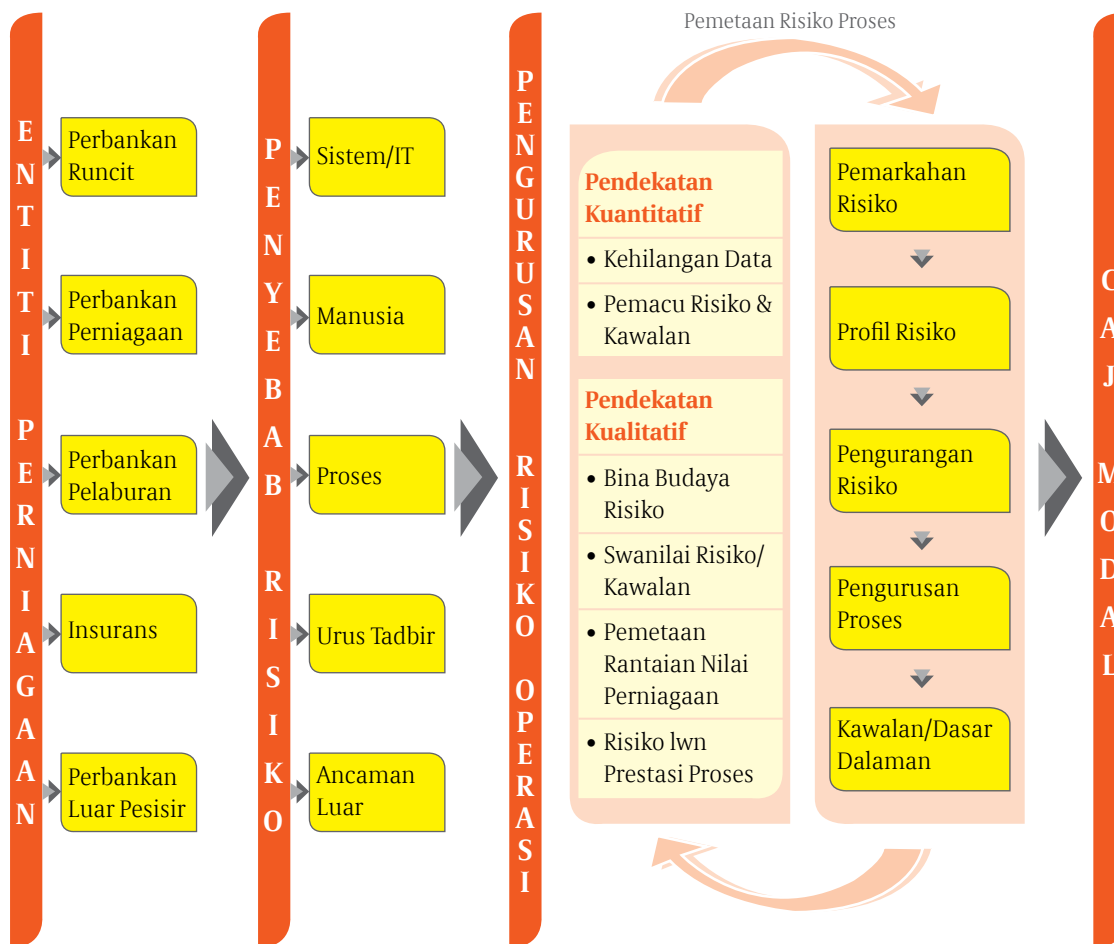 Pemetaan Risiko Proses
ENTITI PERNIAGAAN
Perbankan
Runcit
Perbankan
Perniagaan
Perbankan
Pelaburan
Insurans
Perbankan
Luar Pesisir
PENYEBAB RISIKO
Sistem/IT
Manusia
Proses
Urus Tadbir
Ancaman
Luar
PENGURUSAN RISIKO OPERASI
Pendekatan
Kuantitatif
• Kehilangan Data
• Pemacu Risiko &
Kawalan
Pendekatan
Kualitatif
• Bina Budaya
Risiko
• Swanilai Risiko/
Kawalan
• Pemetaan
Rantaian Nilai
Perniagaan
• Risiko lwn
Prestasi Proses
Pemarkahan
Risiko
Profil Risiko
Pengurangan
Risiko
Pengurusan
Proses
Kawalan/Dasar
Dalaman
CAJ MODAL